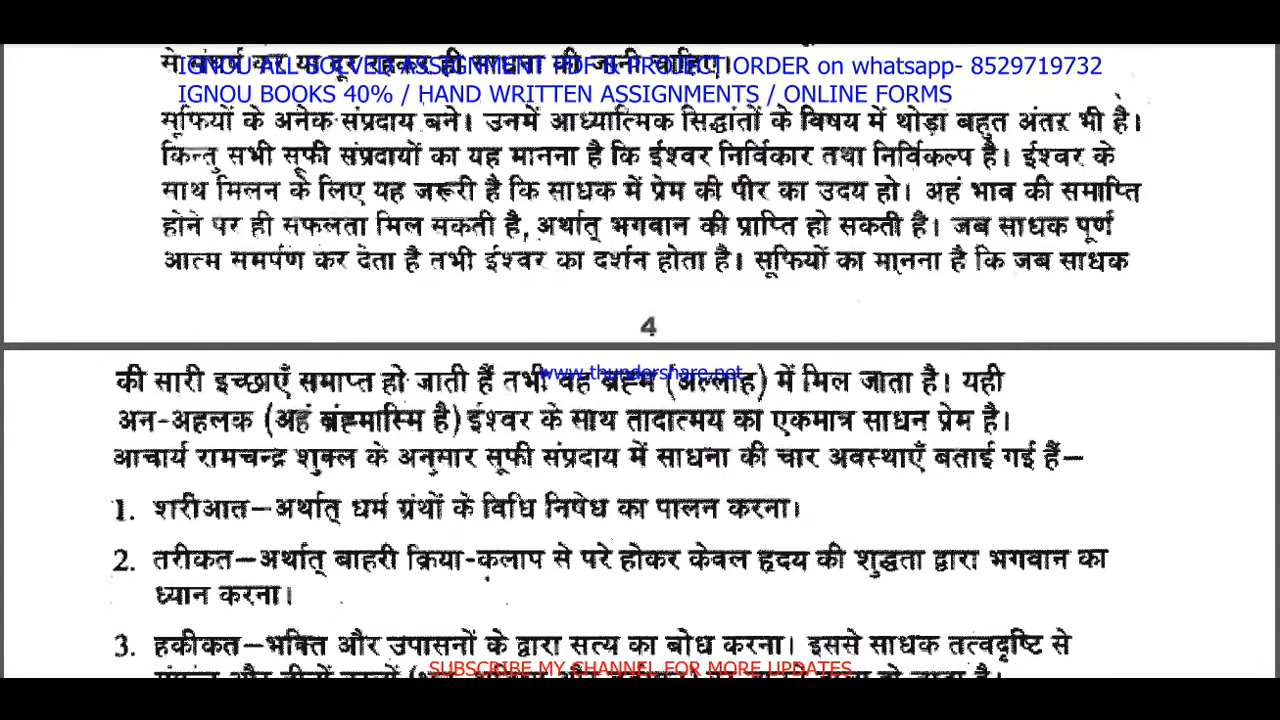 से संघर्ष कर या दूर रहकर ही साधना की जानी चाहिए।
IGNOU ALL SOLVED ASSIGNMENT PDF & PROJECT ORDER on whatsapp- 8529719732
IGNOU BOOKS 40% / HAND WRITTEN ASSIGNMENTS / ONLINE FORMS
सूफियों के अनेक संप्रदाय बने। उनमें आध्यात्मिक सिद्धांतों के विषय में थोड़ा बहुत अंतर भी है।
किन्तु सभी सूफी संप्रदायों का यह मानना है कि ईश्वर निर्विकार तथा निर्विकल्प है। ईश्वर के
साथ मिलन के लिए यह जरूरी है कि साधक में प्रेम की पीर का उदय हो। अहं भाव की समाप्ति
होने पर ही सफलता मिल सकती है, अर्थात् भगवान की प्राप्ति हो सकती है। जब साधक पूर्ण
आत्म समर्पण कर देता है तभी ईश्वर का दर्शन होता है। सूफियों का मानना है कि जब साधक
4
की सारी इच्छाएँ समाप्त हो जाती हैं तभी वह ब्रह्म (अल्लाह) में मिल जाता है। यही
www.thundershare.net
अन-अहलक (अहं ब्रंह्मास्मि है) ईश्वर के साथ तादात्मय का एकमात्र साधन प्रेम है।
आचार्य रामचन्द्र शुक्ल के अनुसार सूफी संप्रदाय में साधना की चार अवस्थाएँ बताई गई हैं—
1. शरीआत—अर्थात् धर्म ग्रंथों के विधि निषेध का पालन करना।
2. तरीकत—अर्थात् बाहरी क्रिया-कलाप से परे होकर केवल हृदय की शुद्धता द्वारा भगवान का
ध्यान करना।
3. हकीकत—भक्ति और उपासनों के द्वारा सत्य का बोध करना। इससे साधक तत्वदृष्टि से
SUBSCRIBE MY CHANNEL FOR MORE UPDATES